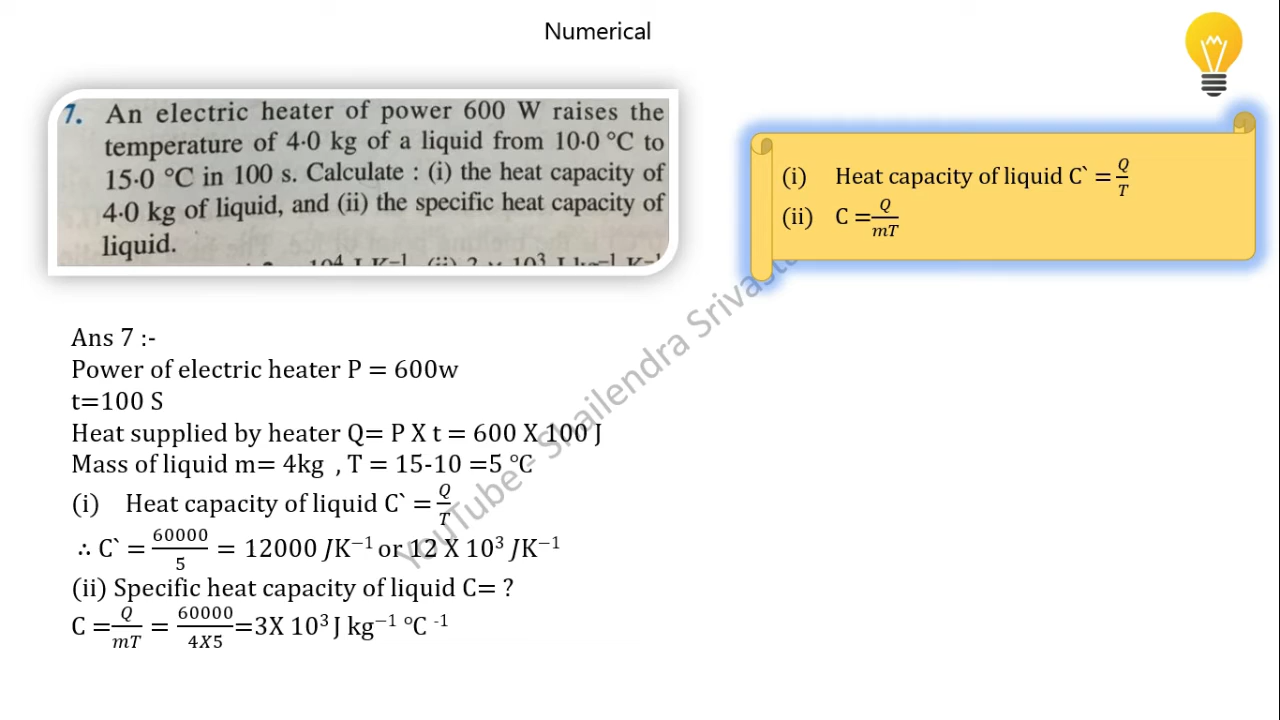 Numerical
7. An electric heater of power 600 W raises the
temperature of 4·0 kg of a liquid from 10·0 °C to
15·0 °C in 100 s. Calculate : (i) the heat capacity of
4·0 kg of liquid, and (ii) the specific heat capacity of
liquid.
(i) Heat capacity of liquid C` = Q/T
(ii) C = Q/mT
Ans 7 :-
Power of electric heater P = 600w
t=100 S
Heat supplied by heater Q= P X t = 600 X 100 J
Mass of liquid m= 4kg , T = 15-10 =5 °C
(i) Heat capacity of liquid C` = Q/T
∴ C` = 60000/5 = 12000 JK⁻¹ or 12 X 10³ JK⁻¹
(ii) Specific heat capacity of liquid C= ?
C = Q/mT = 60000/4X5 =3X 10³ J kg⁻¹ °C ⁻¹
YouTube - Shailendra